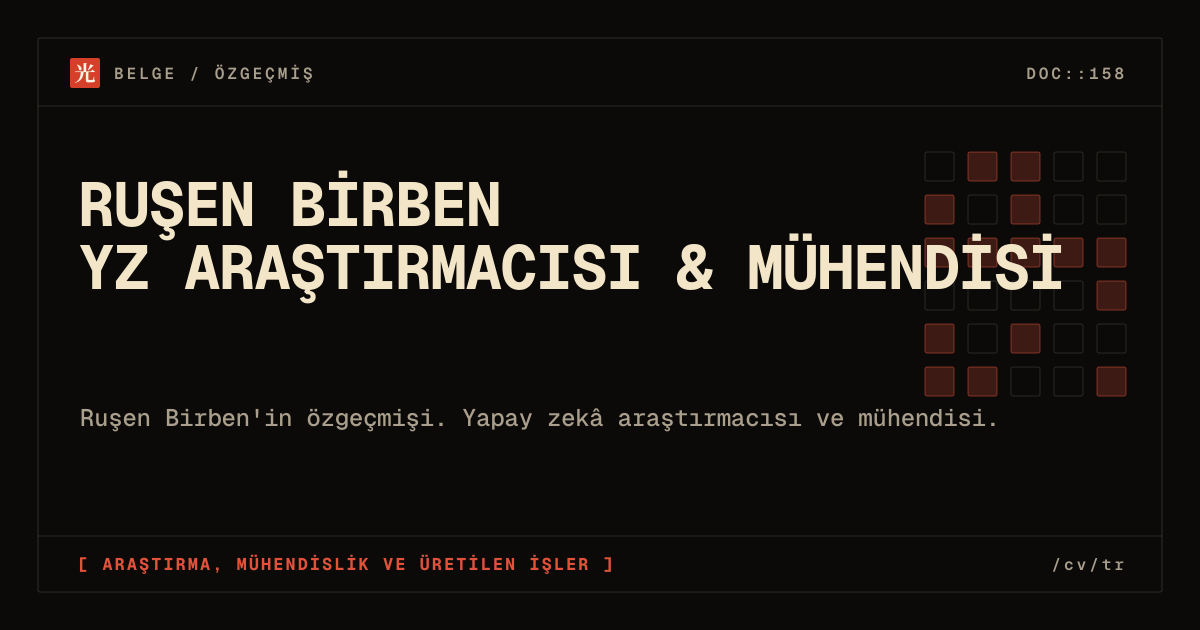 光 BELGE / ÖZGEÇMİŞ
DOC::158
RUŞEN BİRBEN
YZ ARAŞTIRMACISI & MÜHENDİSİ
Ruşen Birben'in özgeçmişi. Yapay zekâ araştırmacısı ve mühendisi.
[ ARAŞTIRMA, MÜHENDİSLİK VE ÜRETİLEN İŞLER ]
/cv/tr